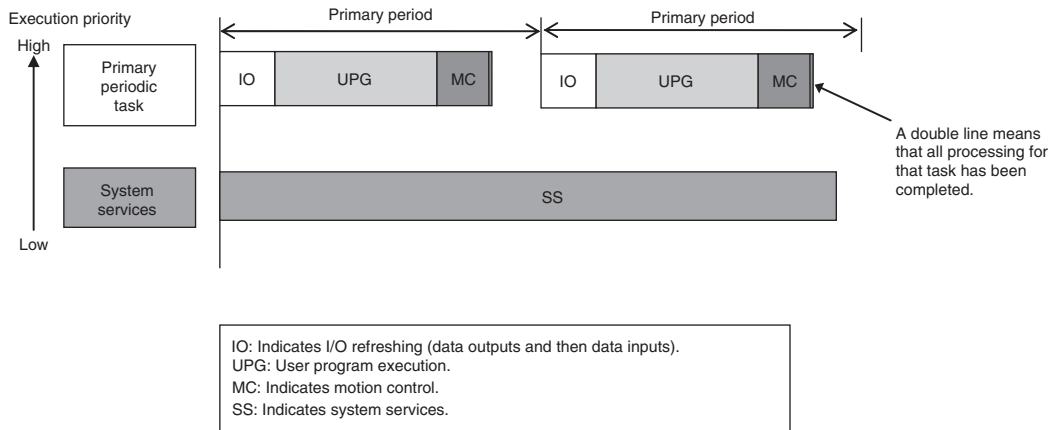 Execution priority
High
Low
Primary
periodic
task
System
services
Primary period
Primary period
IO
UPG
MC
IO
UPG
MC
SS
A double line means
that all processing for
that task has been
completed.
IO: Indicates I/O refreshing (data outputs and then data inputs).
UPG: User program execution.
MC: Indicates motion control.
SS: Indicates system services.